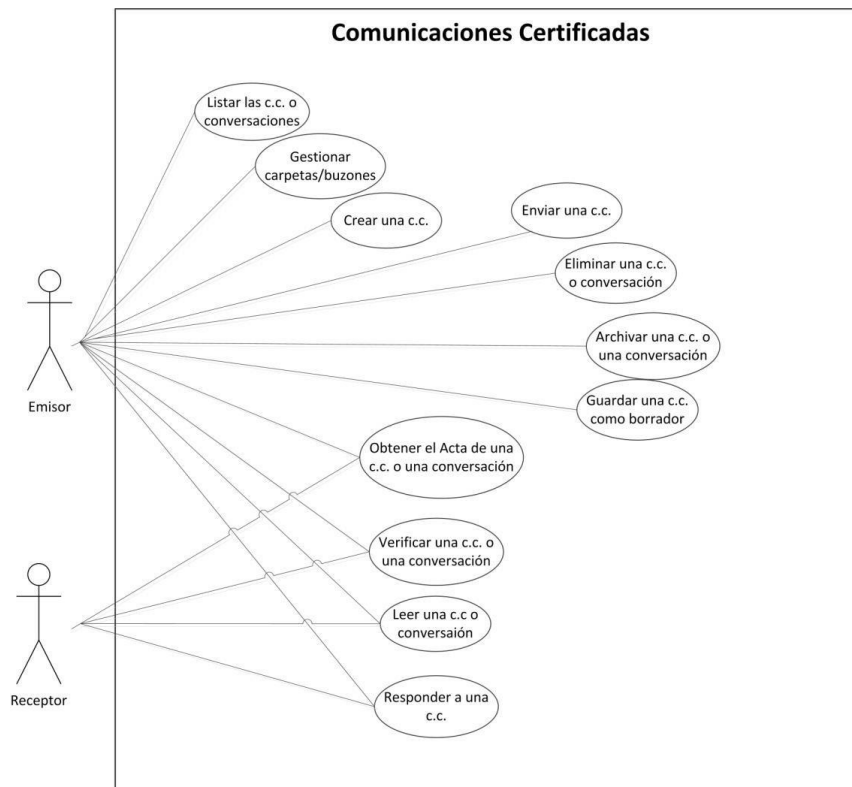 Comunicaciones Certificadas
Listar las c.c. o
conversaciones
Gestionar
carpetas/buzones
Crear una c.c.
Enviar una c.c.
Eliminar una c.c.
o conversación
Archivar una c.c. o
una conversación
Guardar una c.c.
como borrador
Emisor
Obtener el Acta de una
c.c. o una conversación
Verificar una c.c. o
una conversación
Leer una c.c o
conversaión
Responder a una
c.c.
Receptor